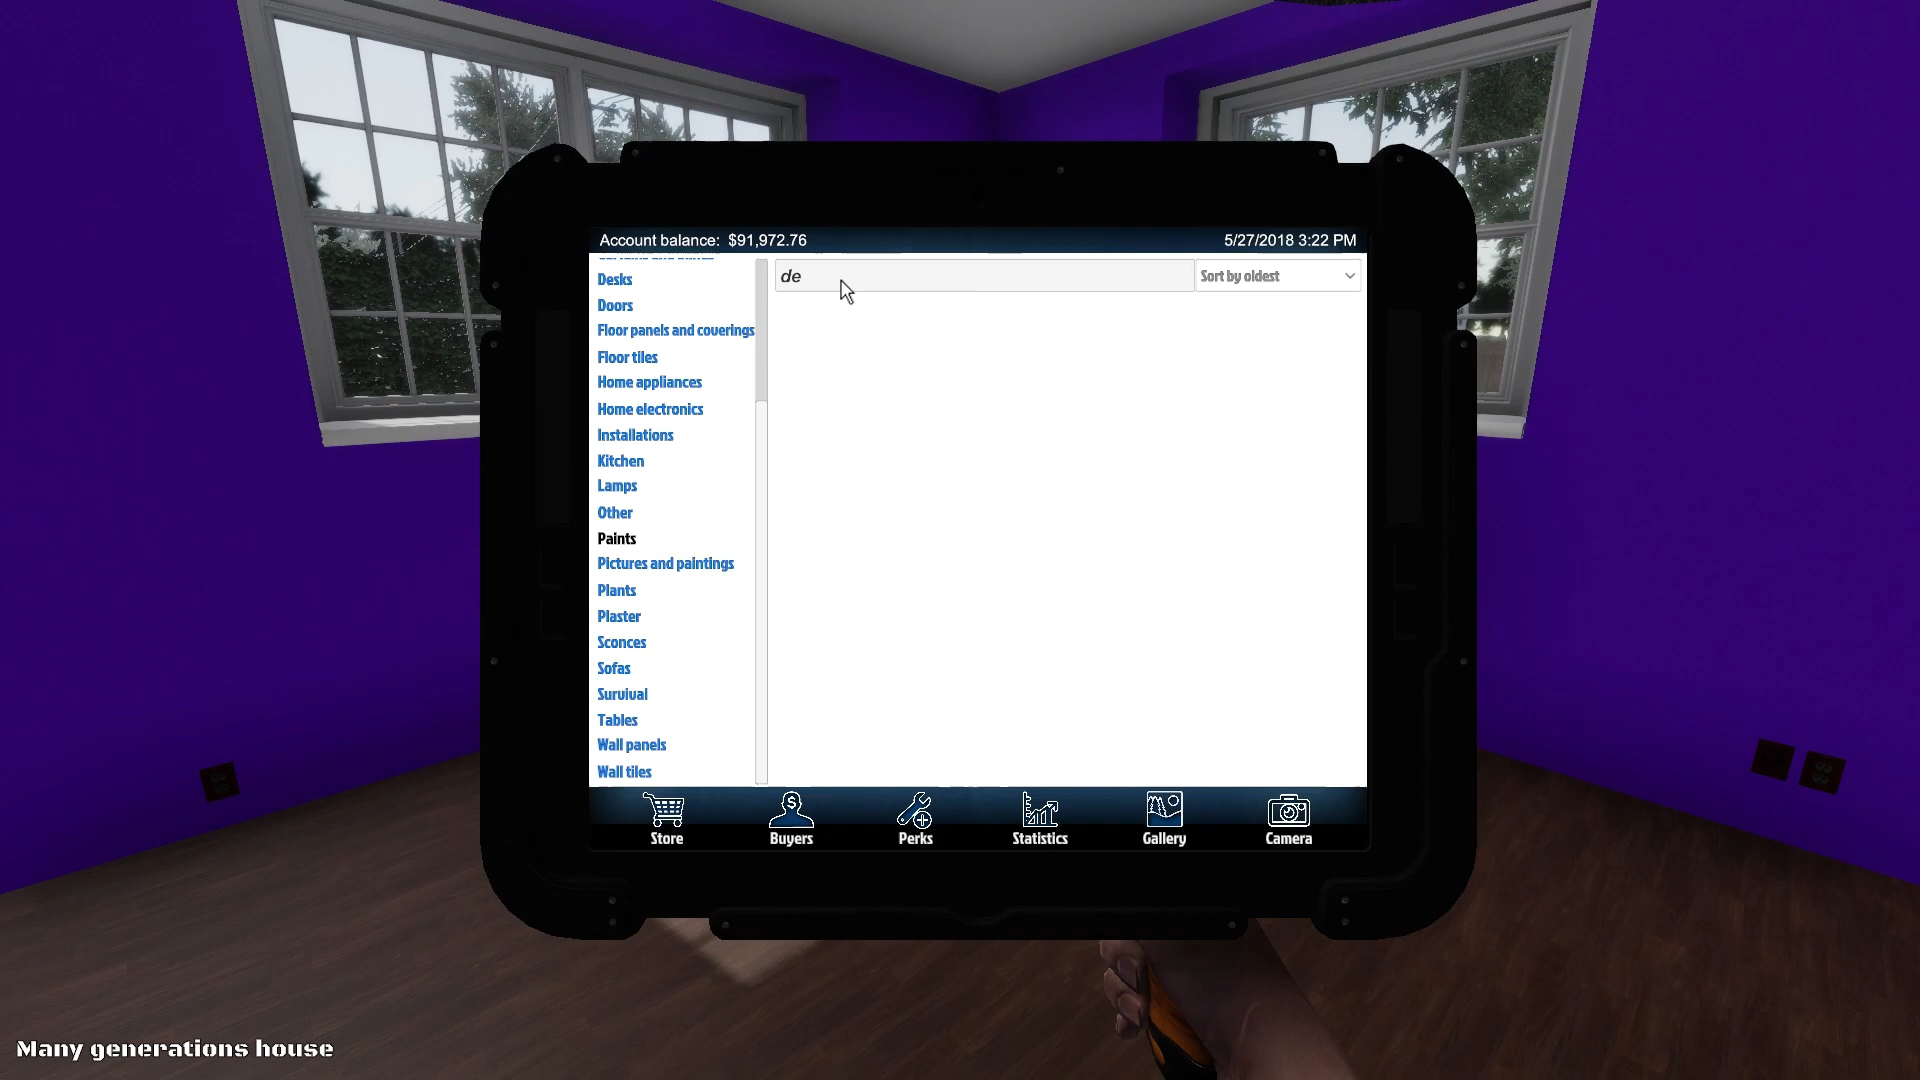 Account balance: $91,972.76
5/27/2018 3:22 PM
de
Sort by oldest
Desks
Doors
Floor panels and coverings
Floor tiles
Home appliances
Home electronics
Installations
Kitchen
Lamps
Other
Paints
Pictures and paintings
Plants
Plaster
Sconces
Sofas
Survival
Tables
Wall panels
Wall tiles
Store
Buyers
Perks
Statistics
Gallery
Camera
Many generations house